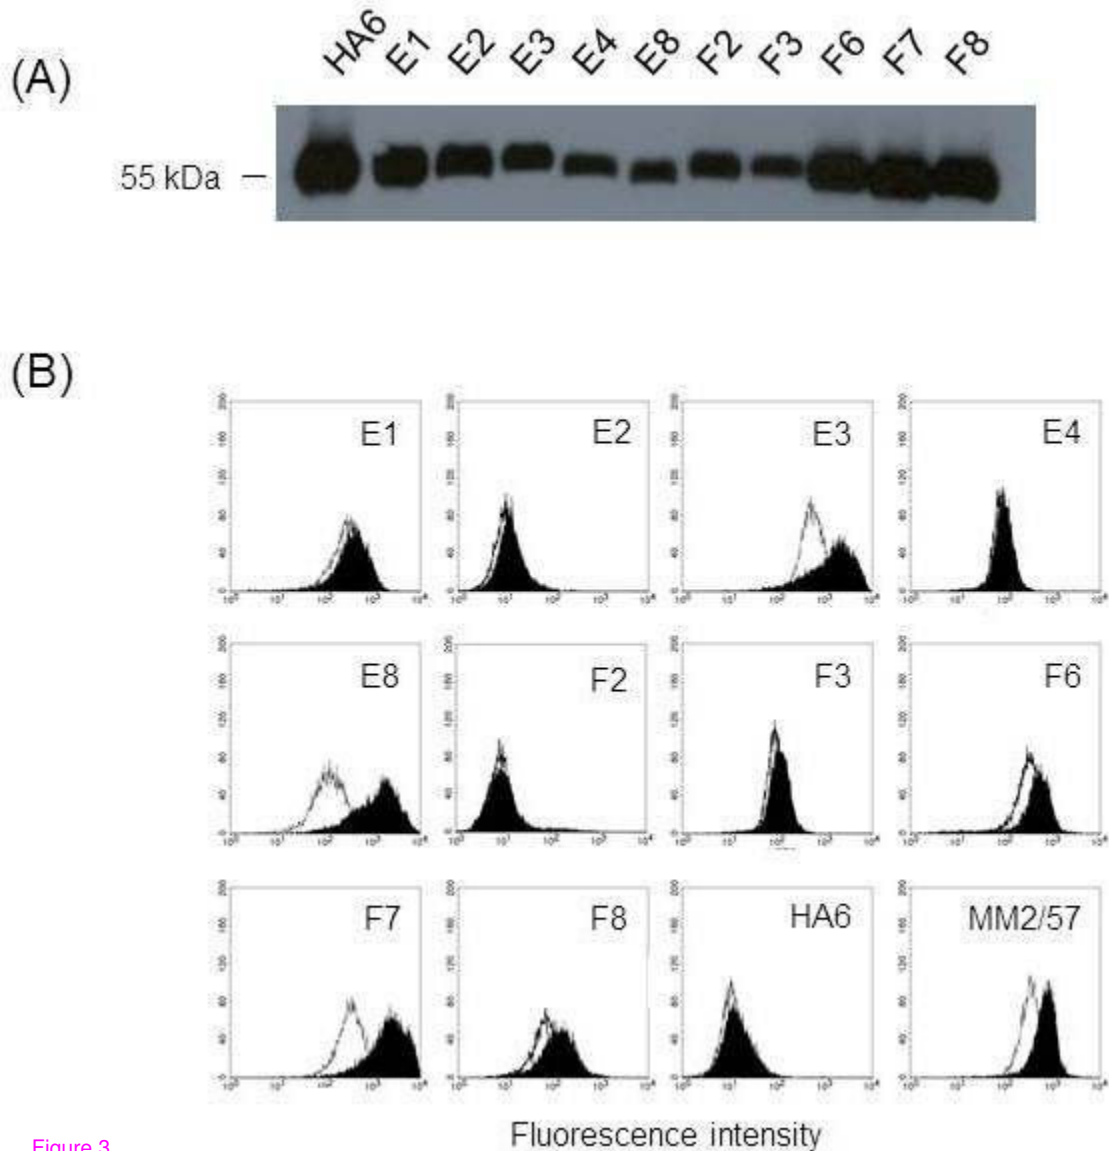 (A)
HA6 E1 E2 E3 E4 E8 F2 F3 F6 F7 F8
55 kDa
(B)
E1 E2 E3 E4
E8 F2 F3 F6
F7 F8 HA6 MM2/57
Fluorescence intensity
Figure 3